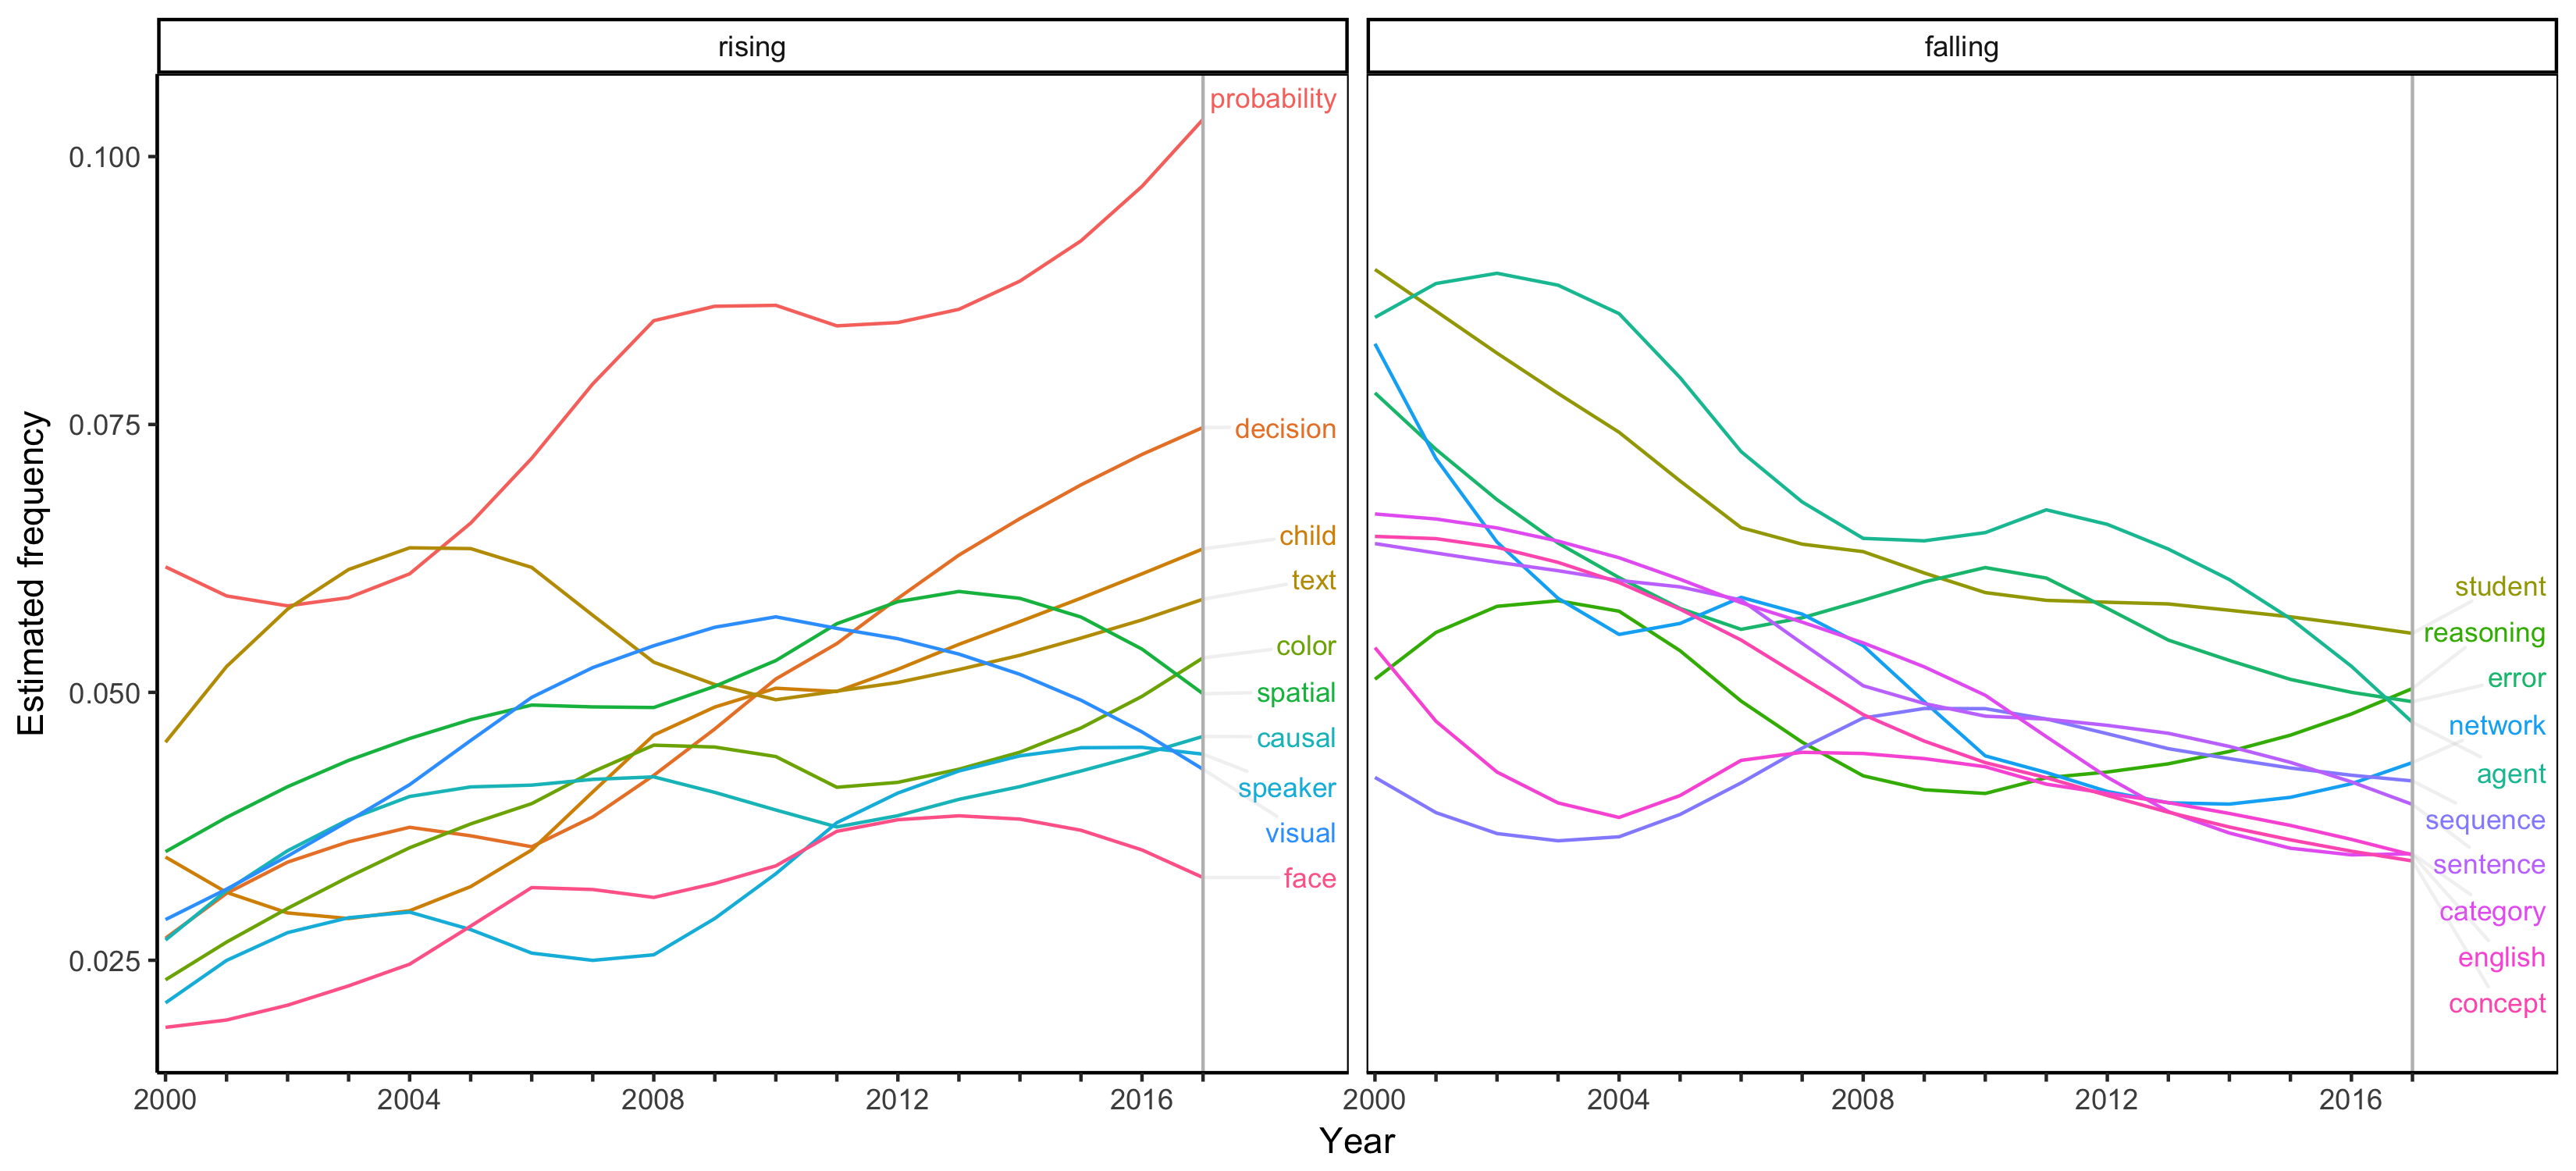 rising
falling
Estimated frequency
0.100
0.075
0.050
0.025
probability
decision
child
text
color
spatial
causal
speaker
visual
face
student
reasoning
error
network
agent
sequence
sentence
category
english
concept
2000 2004 2008 2012 2016
2000 2004 2008 2012 2016
Year